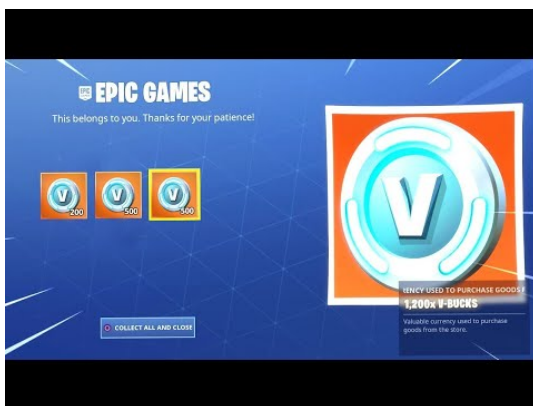 EPIC GAMES
This belongs to you. Thanks for your patience!
200
500
500
V
RENCY USED TO PURCHASE GOODS F
1,200x V-BUCKS
Valuable currency used to purchase
goods from the store.
COLLECT ALL AND CLOSE